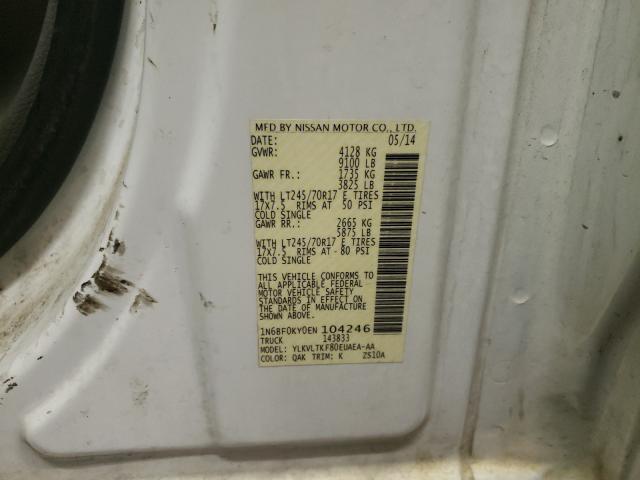 MFD BY NISSAN MOTOR CO., LTD.
DATE: 05/14
GVWR: 4128 KG
9100 LB
GAWR FR.: 1735 KG
3825 LB
WITH LT245/70R17 E TIRES
17X7.5 RIMS AT 50 PSI
COLD SINGLE
GAWR RR.: 2665 KG
5875 LB
WITH LT245/70R17 E TIRES
17X7.5 RIMS AT 80 PSI
COLD SINGLE
THIS VEHICLE CONFORMS TO
ALL APPLICABLE FEDERAL
MOTOR VEHICLE SAFETY
STANDARDS IN EFFECT ON
THE DATE OF MANUFACTURE
SHOWN ABOVE.
1N6BF0KY0EN 104246
TRUCK 143833
MODEL: YLKVLTKF80EUAEA-AA
COLOR: QAK TRIM: K ZS10A